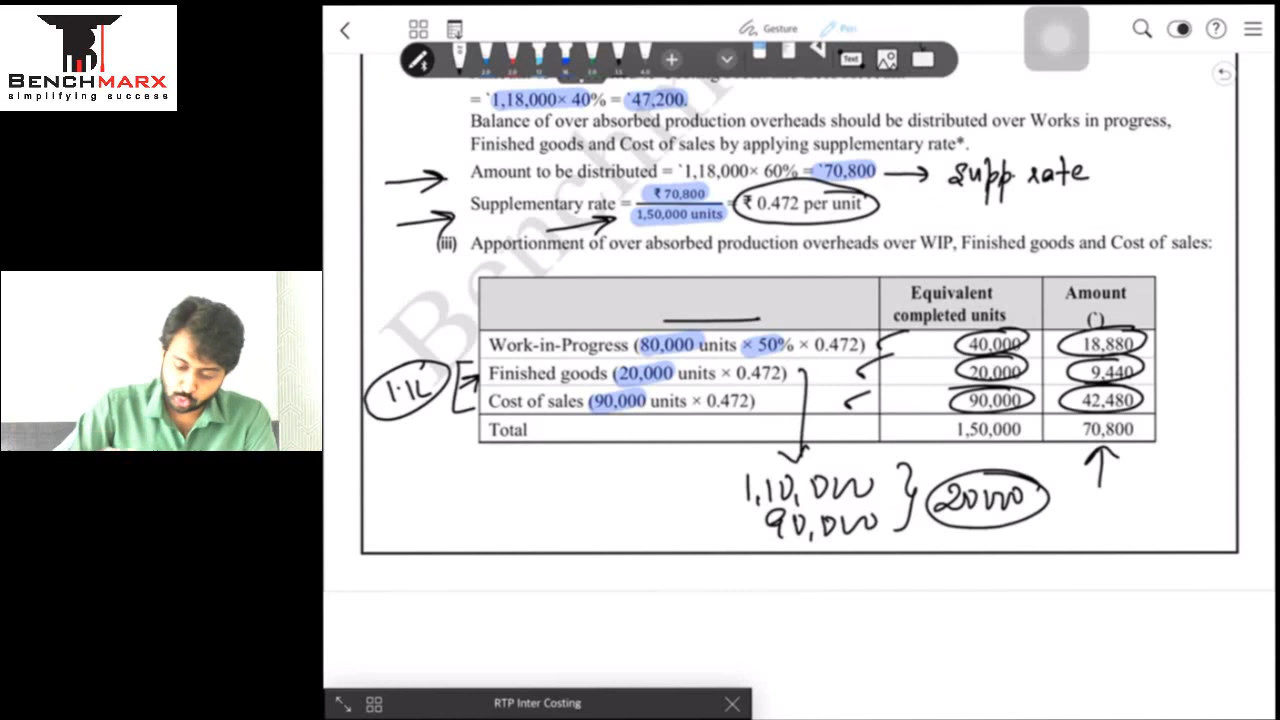 BENCHMARX
simplifying success
Gesture
Pen
Text
= `1,18,000× 40% = `47,200.
Balance of over absorbed production overheads should be distributed over Works in progress,
Finished goods and Cost of sales by applying supplementary rate*.
Amount to be distributed = `1,18,000× 60% = `70,800 → Supp. rate
Supplementary rate = ₹ 70,800 / 1,50,000 units = ₹ 0.472 per unit
(iii) Apportionment of over absorbed production overheads over WIP, Finished goods and Cost of sales:
Equivalent completed units Amount (`)
Work-in-Progress (80,000 units × 50% × 0.472) 40,000 18,880
Finished goods (20,000 units × 0.472) 20,000 9,440
1.1L
Cost of sales (90,000 units × 0.472) 90,000 42,480
Total 1,50,000 70,800
1,10,000
90,000
20000
RTP Inter Costing